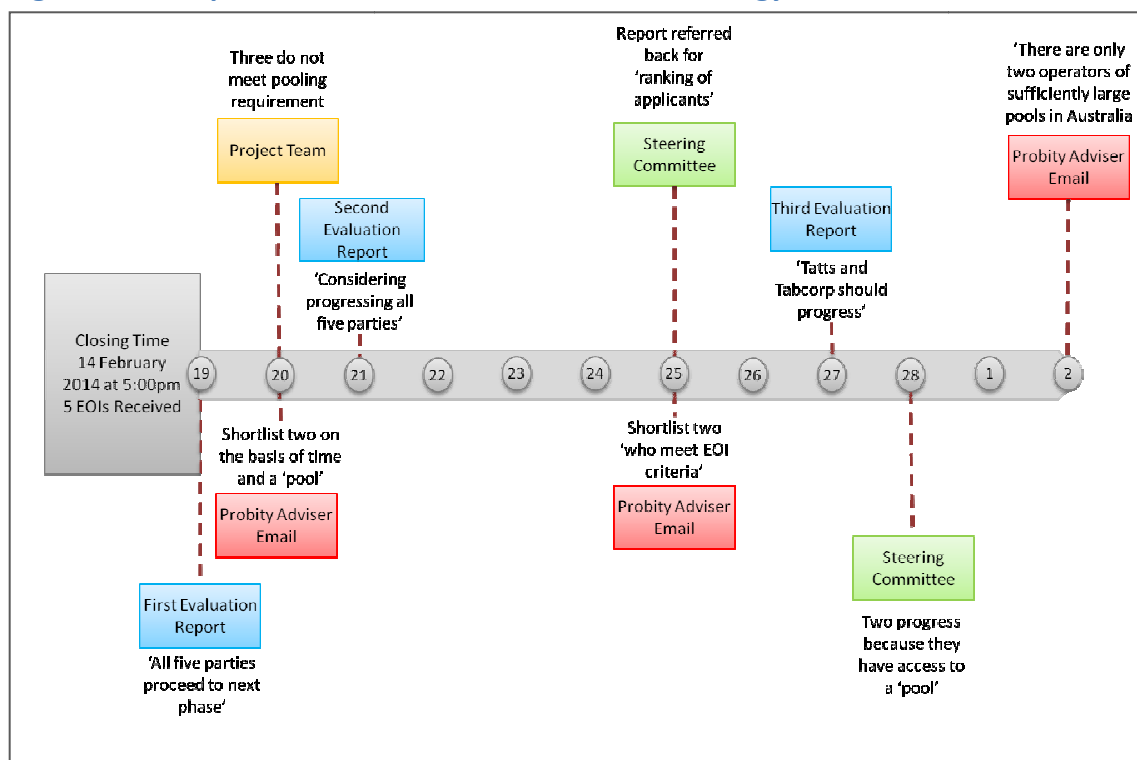 Three do not
meet pooling
requirement
Project Team
Second
Evaluation
Report
'Considering
progressing all
five parties'
Report referred
back for
'ranking of
applicants'
Steering
Committee
Third Evaluation
Report
'Tatts and
Tabcorp should
progress'
'There are only
two operators of
sufficiently large
pools in Australia
Probity Adviser
Email
Closing Time
14 February
2014 at 5:00pm
5 EOIs Received
19 20 21 22 23 24 25 26 27 28 1 2
Shortlist two on
the basis of time
and a 'pool'
Probity Adviser
Email
First Evaluation
Report
'All five parties
proceed to next
phase'
Shortlist two
'who meet EOI
criteria'
Probity Adviser
Email
Steering
Committee
Two progress
because they
have access to
a 'pool'